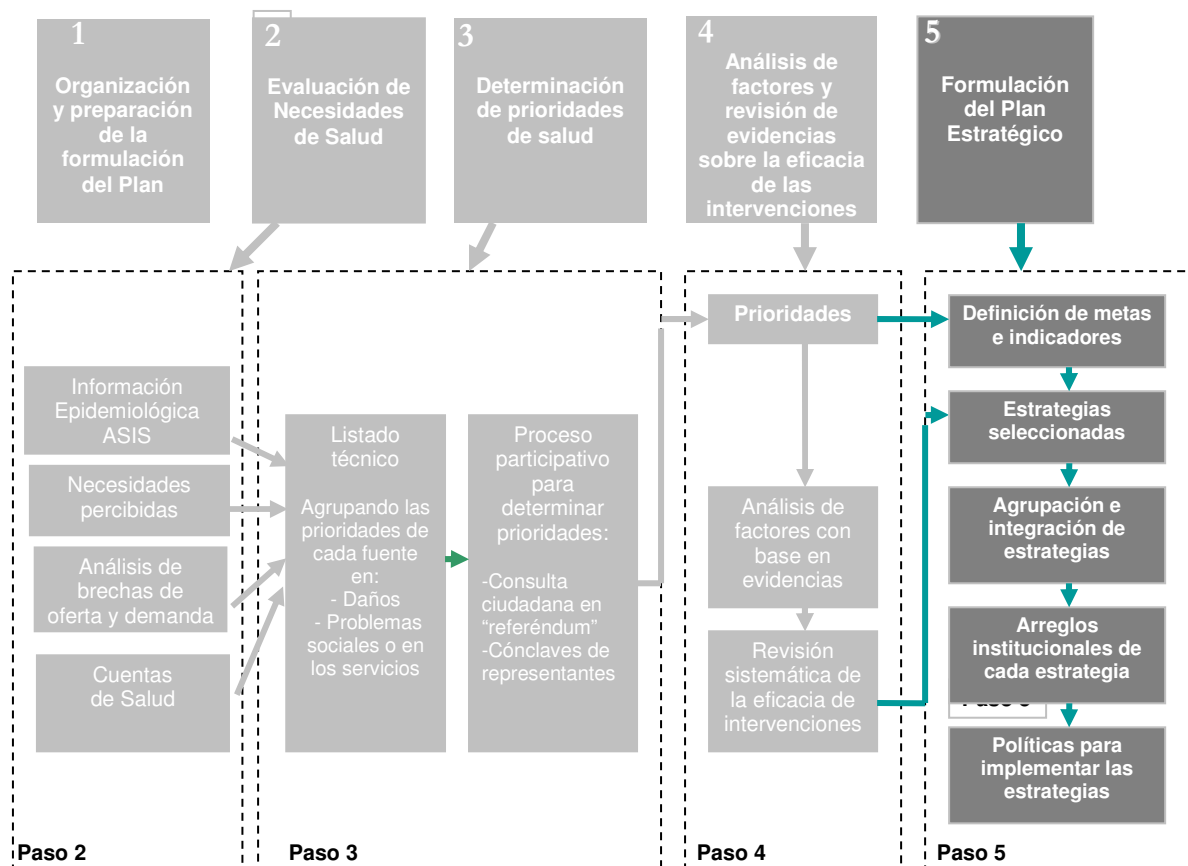 1
Organización
y preparación
de la
formulación
del Plan
2
Evaluación de
Necesidades
de Salud
3
Determinación
de prioridades
de salud
4
Análisis de
factores y
revisión de
evidencias
sobre la eficacia
de las
intervenciones
5
Formulación
del Plan
Estratégico
Información
Epidemiológica
ASIS
Necesidades
percibidas
Análisis de
brechas de
oferta y demanda
Cuentas
de Salud
Paso 2
Listado
técnico
Agrupando las
prioridades de
cada fuente
en:
- Daños
- Problemas
sociales o en
los servicios
Proceso
participativo
para
determinar
prioridades:
-Consulta
ciudadana en
“referéndum”
-Cónclaves de
representantes
Paso 3
Prioridades
Análisis de
factores con
base en
evidencias
Revisión
sistemática de
la eficacia de
intervenciones
Paso 4
Definición de metas
e indicadores
Estrategias
seleccionadas
Agrupación e
integración de
estrategias
Arreglos
institucionales de
cada estrategia
Políticas para
implementar las
estrategias
Paso 5